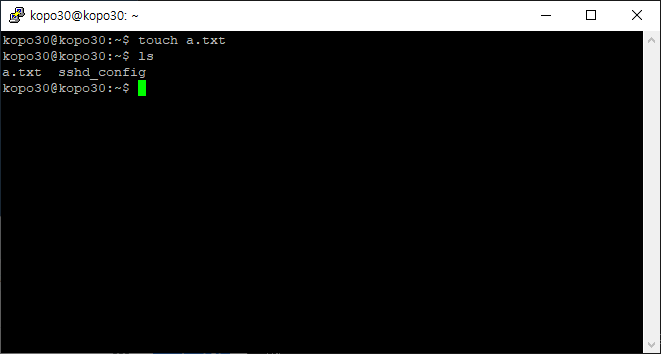 kopo30@kopo30: ~
kopo30@kopo30:~$ touch a.txt
kopo30@kopo30:~$ ls
a.txt  sshd_config
kopo30@kopo30:~$